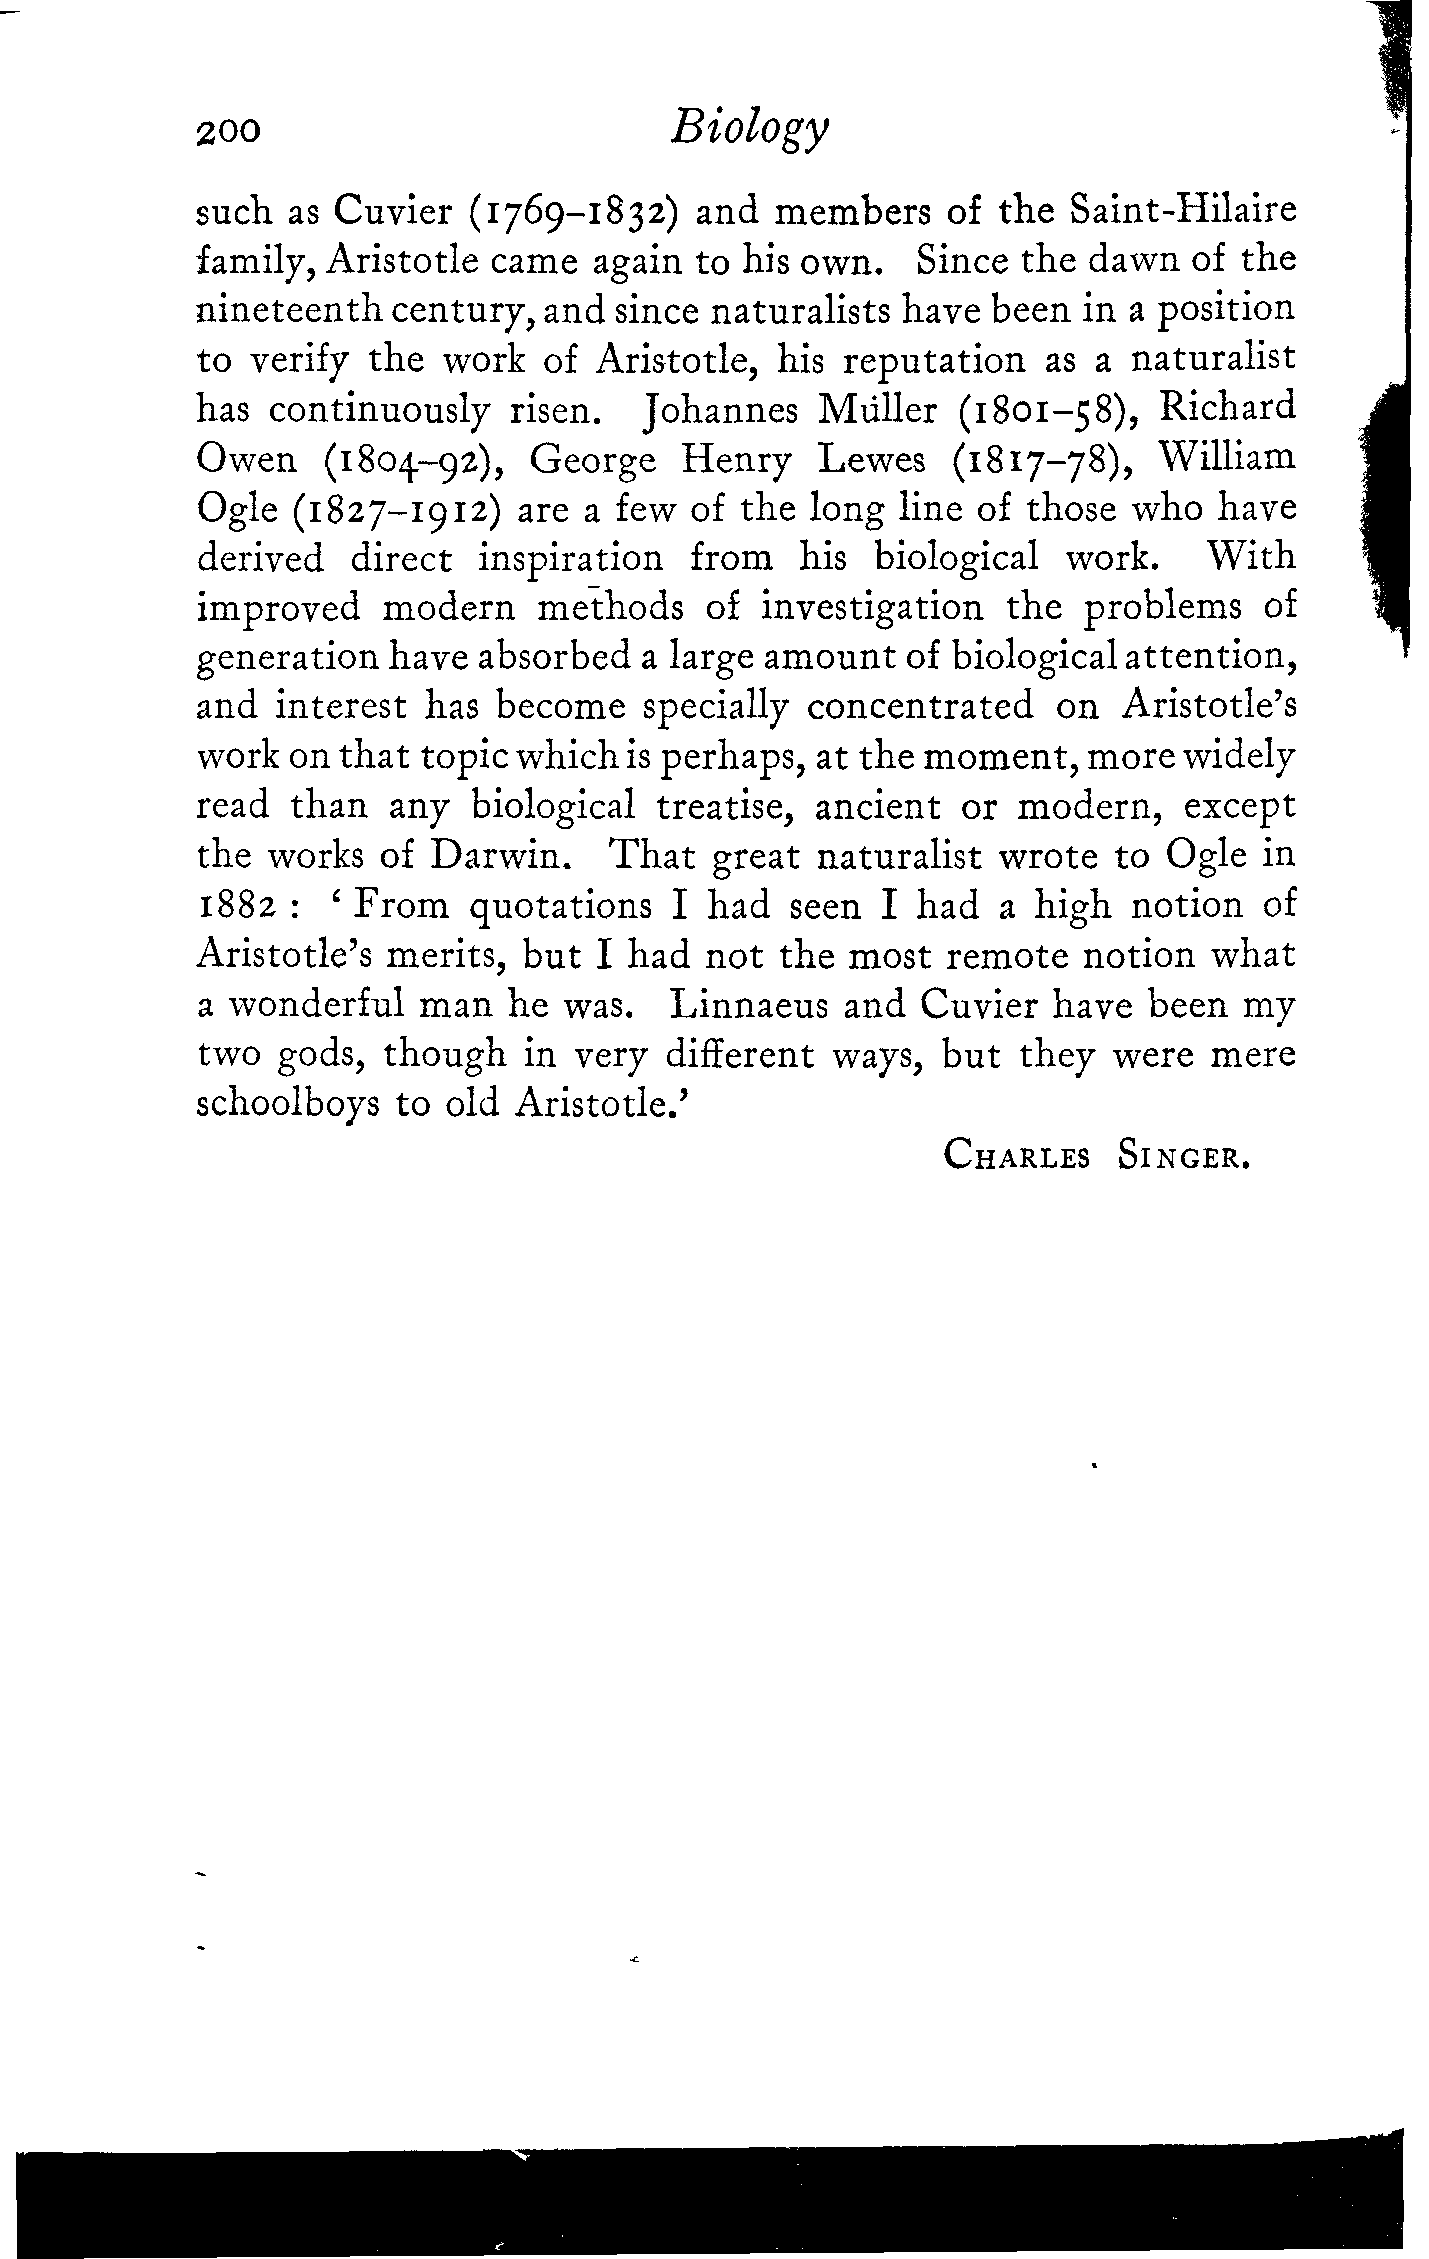 200 Biology
such as Cuvier (1769–1832) and members of the Saint-Hilaire
family, Aristotle came again to his own. Since the dawn of the
nineteenth century, and since naturalists have been in a position
to verify the work of Aristotle, his reputation as a naturalist
has continuously risen. Johannes Müller (1801–58), Richard
Owen (1804–92), George Henry Lewes (1817–78), William
Ogle (1827–1912) are a few of the long line of those who have
derived direct inspiration from his biological work. With
improved modern methods of investigation the problems of
generation have absorbed a large amount of biological attention,
and interest has become specially concentrated on Aristotle's
work on that topic which is perhaps, at the moment, more widely
read than any biological treatise, ancient or modern, except
the works of Darwin. That great naturalist wrote to Ogle in
1882 : ‘ From quotations I had seen I had a high notion of
Aristotle's merits, but I had not the most remote notion what
a wonderful man he was. Linnaeus and Cuvier have been my
two gods, though in very different ways, but they were mere
schoolboys to old Aristotle.’
CHARLES SINGER.